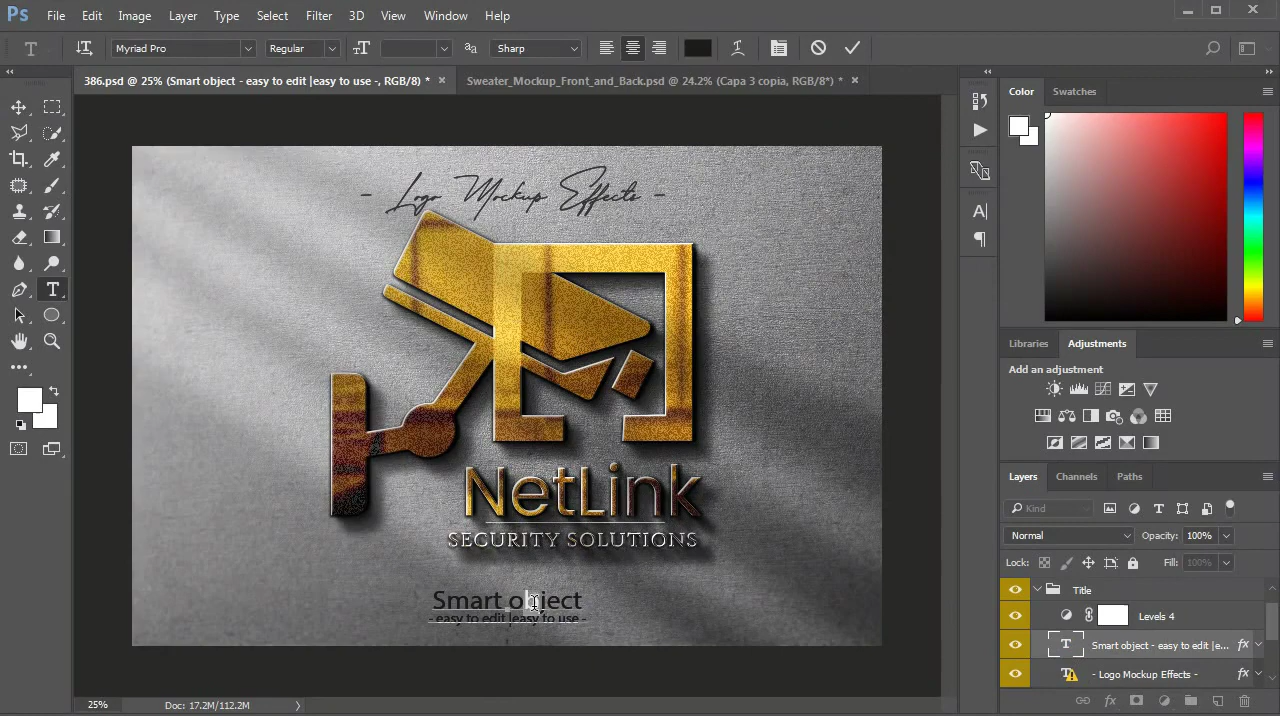 Ps File Edit Image Layer Type Select Filter 3D View Window Help
Myriad Pro Regular Sharp
386.psd @ 25% (Smart object - easy to edit |easy to use -, RGB/8) * Sweater_Mockup_Front_and_Back.psd @ 24.2% (Capa 3 copia, RGB/8*) *
Color Swatches
- Logo Mockup Effects -
Libraries Adjustments
Add an adjustment
NetLink
SECURITY SOLUTIONS
Layers Channels Paths
Kind
Normal Opacity: 100%
Lock: Fill: 100%
Title
Smart object
- easy to edit |easy to use -
Levels 4
Smart object - easy to edit |e...
- Logo Mockup Effects -
25% Doc: 17.2M/112.2M